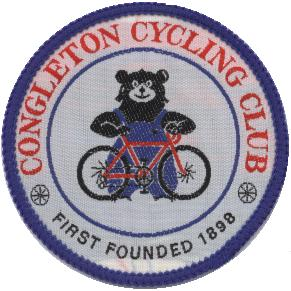 CONGLETON CYCLING CLUB
FIRST FOUNDED 1898